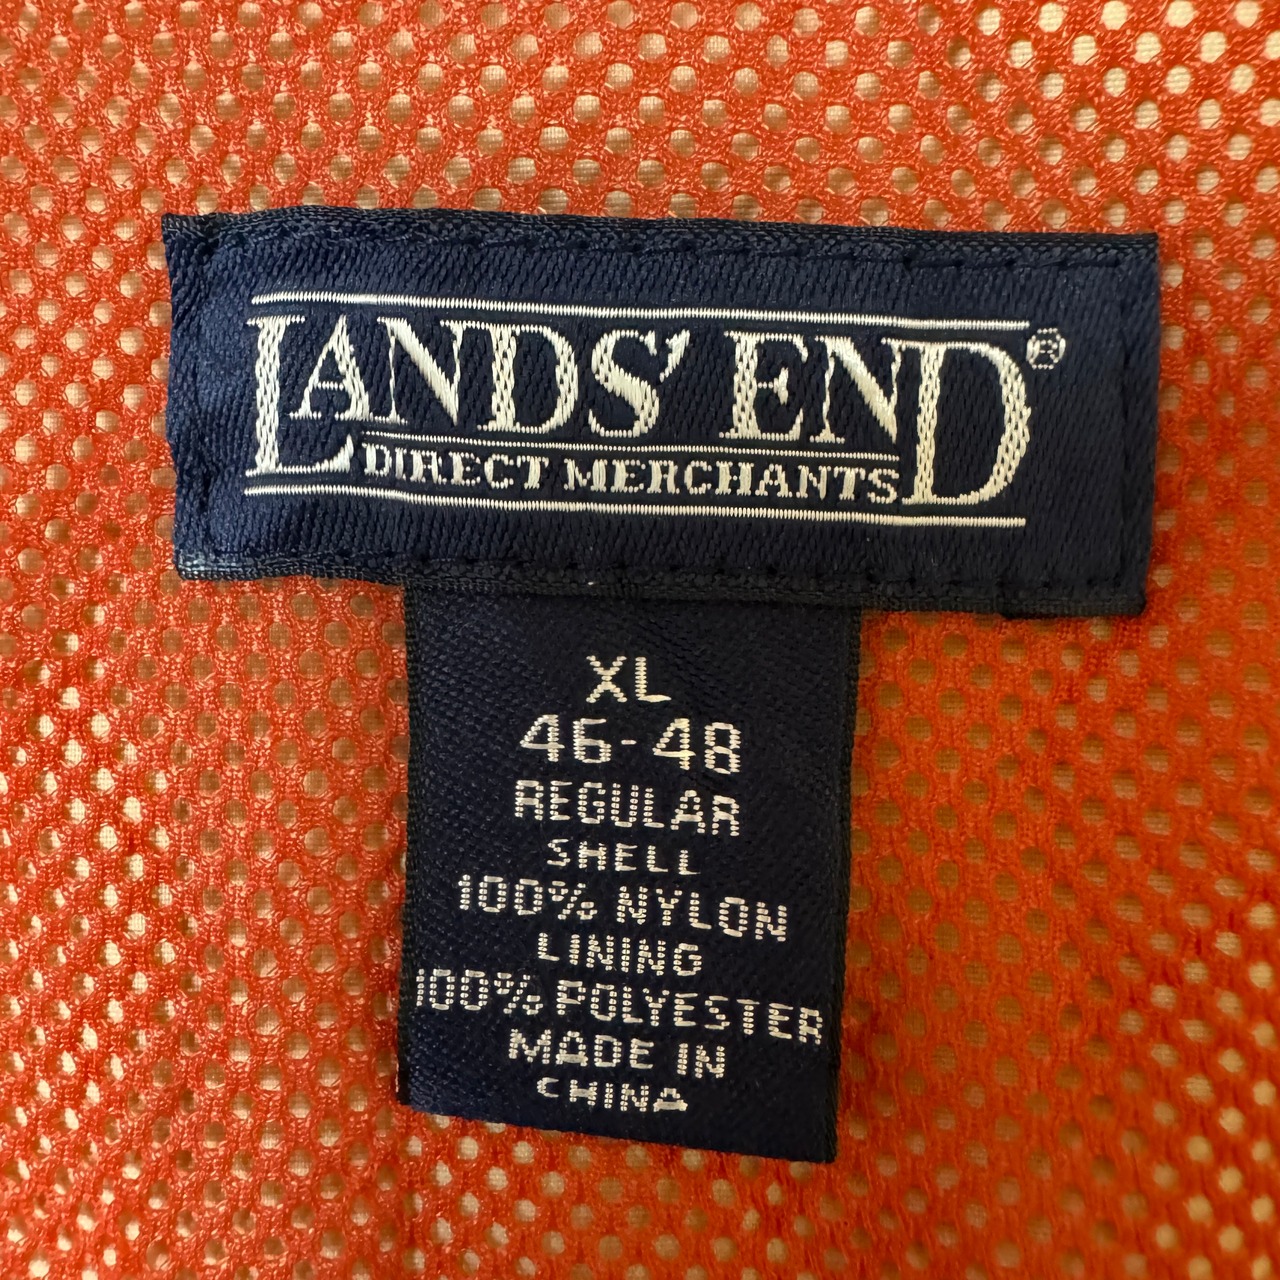 LANDS' END®
DIRECT MERCHANTS
XL
46-48
REGULAR
SHELL
100% NYLON
LINING
100% POLYESTER
MADE IN
CHINA